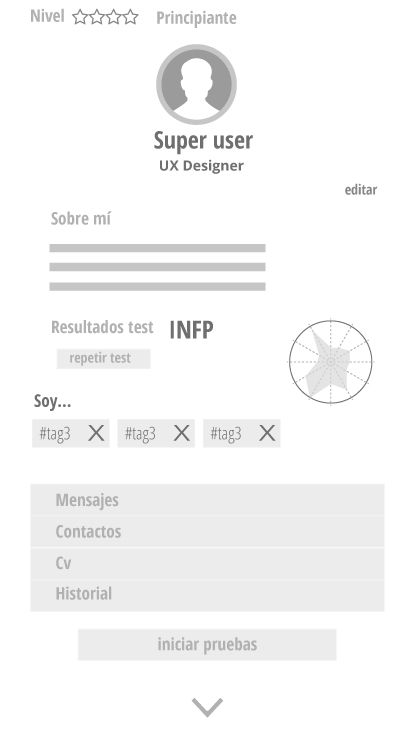 Nivel Principiante
Super user
UX Designer
editar
Sobre mí
Resultados test INFP
repetir test
Soy...
#tag3 X #tag3 X #tag3 X
Mensajes
Contactos
Cv
Historial
iniciar pruebas